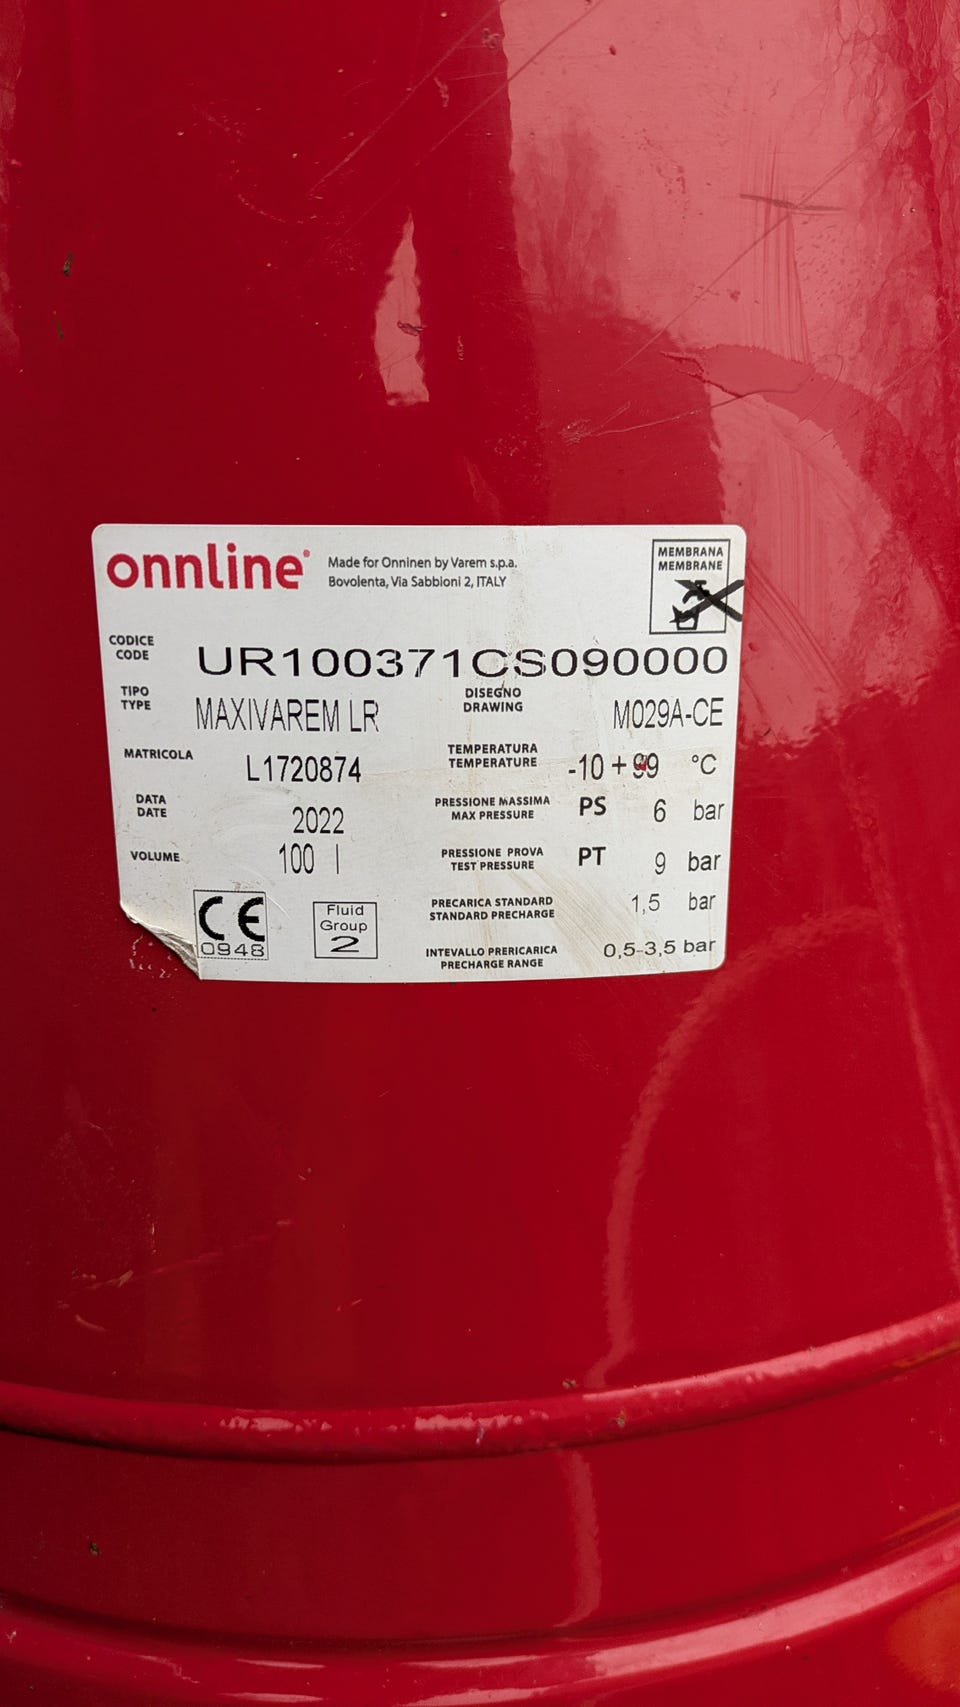 onnline®
Made for Onninen by Varem s.p.a.
Bovolenta, Via Sabbioni 2, ITALY
MEMBRANA
MEMBRANE
CODICE
CODE
UR100371CS090000
TIPO
TYPE
MAXIVAREM LR
DISEGNO
DRAWING
M029A-CE
MATRICOLA
L1720874
TEMPERATURA
TEMPERATURE
-10 + 99 °C
DATA
DATE
2022
PRESSIONE MASSIMA
MAX PRESSURE
PS 6 bar
VOLUME
100 l
PRESSIONE PROVA
TEST PRESSURE
PT 9 bar
PRECARICA STANDARD
STANDARD PRECHARGE
1,5 bar
CE
0948
Fluid
Group
2
INTEVALLO PRERICARICA
PRECHARGE RANGE
0,5-3,5 bar